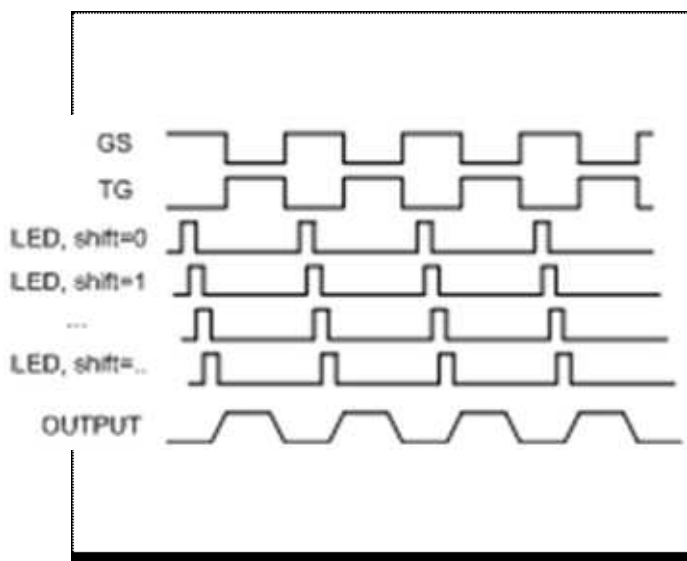 GS
TG
LED, shift=0
LED, shift=1
...
LED, shift=..
OUTPUT